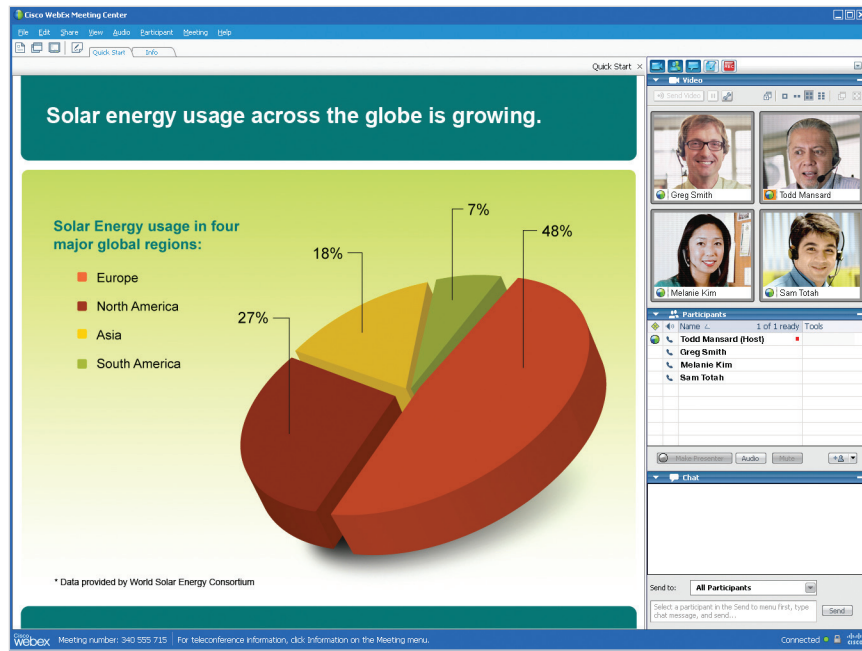 Cisco WebEx Meeting Center
File Edit Share View Audio Participant Meeting Help
Quick Start Info
Quick Start
Solar energy usage across the globe is growing.
Solar Energy usage in four
major global regions:
Europe
North America
Asia
South America
7%
48%
18%
27%
* Data provided by World Solar Energy Consortium
Video
Send Video
Greg Smith
Todd Mansard
Melanie Kim
Sam Totah
Participants
Name 1 of 1 ready Tools
Todd Mansard (Host)
Greg Smith
Melanie Kim
Sam Totah
Make Presenter Audio Mute
Chat
Send to: All Participants
Select a participant in the Send to menu first, type
chat message, and send...
Send
Cisco
webex Meeting number: 340 555 715 For teleconference information, click Information on the Meeting menu.
Connected
cisco